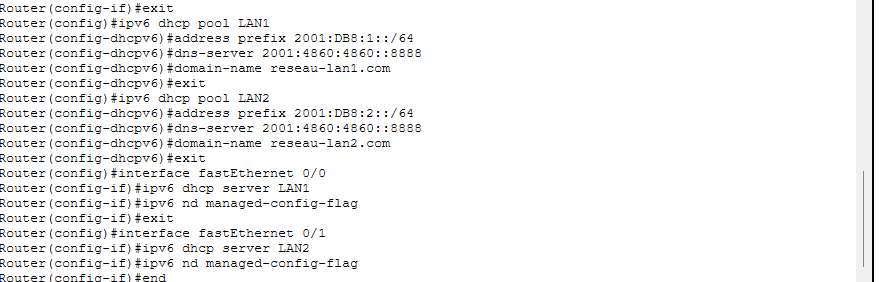 Router(config-if)#exit
Router(config)#ipv6 dhcp pool LAN1
Router(config-dhcpv6)#address prefix 2001:DB8:1::/64
Router(config-dhcpv6)#dns-server 2001:4860:4860::8888
Router(config-dhcpv6)#domain-name reseau-lan1.com
Router(config-dhcpv6)#exit
Router(config)#ipv6 dhcp pool LAN2
Router(config-dhcpv6)#address prefix 2001:DB8:2::/64
Router(config-dhcpv6)#dns-server 2001:4860:4860::8888
Router(config-dhcpv6)#domain-name reseau-lan2.com
Router(config-dhcpv6)#exit
Router(config)#interface fastEthernet 0/0
Router(config-if)#ipv6 dhcp server LAN1
Router(config-if)#ipv6 nd managed-config-flag
Router(config-if)#exit
Router(config)#interface fastEthernet 0/1
Router(config-if)#ipv6 dhcp server LAN2
Router(config-if)#ipv6 nd managed-config-flag
Router(config-if)#end